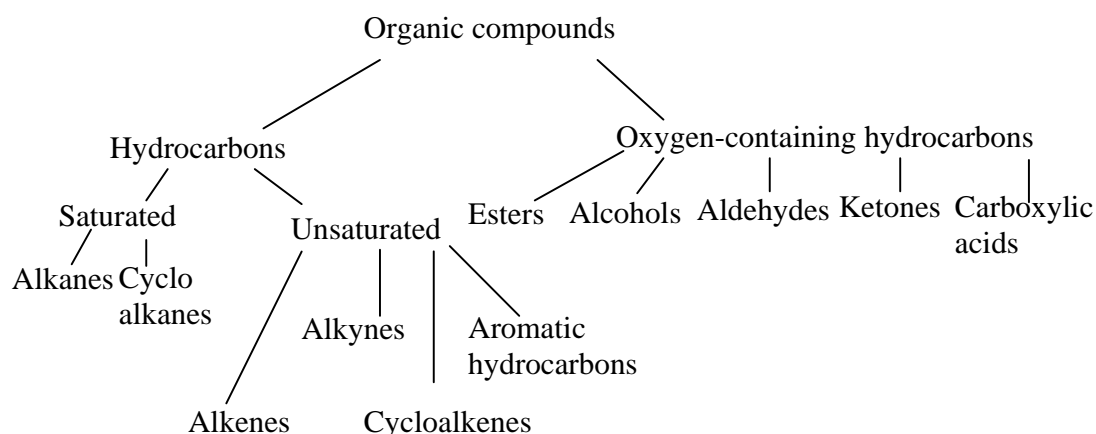 Organic compounds
Hydrocarbons
Oxygen-containing hydrocarbons
Saturated
Unsaturated
Esters
Alcohols
Aldehydes
Ketones
Carboxylic
acids
Alkanes
Cyclo
alkanes
Alkynes
Aromatic
hydrocarbons
Alkenes
Cycloalkenes